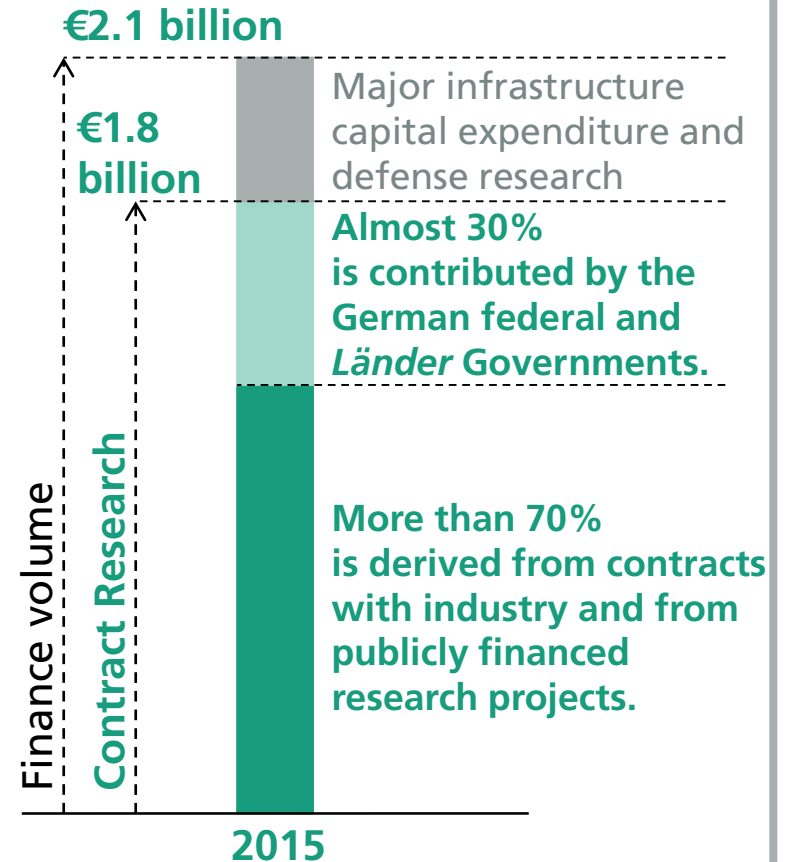 €2.1 billion
€1.8
billion
Major infrastructure
capital expenditure and
defense research
Almost 30%
is contributed by the
German federal and
Länder Governments.
More than 70%
is derived from contracts
with industry and from
publicly financed
research projects.
Finance volume
Contract Research
2015